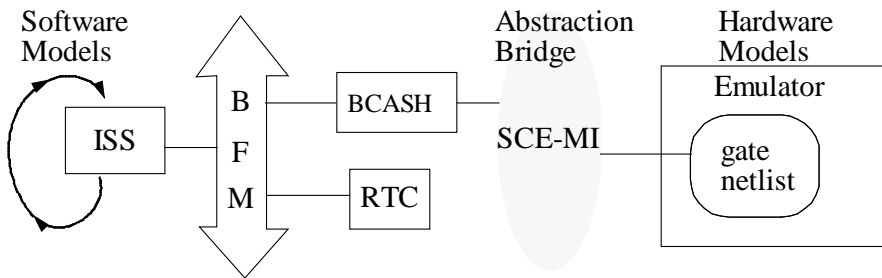 Software
Models
ISS
B
F
M
BCASH
RTC
Abstraction
Bridge
SCE-MI
Hardware
Models
Emulator
gate
netlist